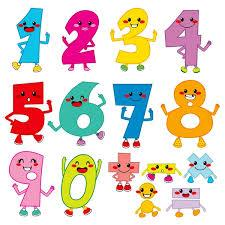 1 2 3 4
5 6 7 8
9 0 + - ×
÷ =